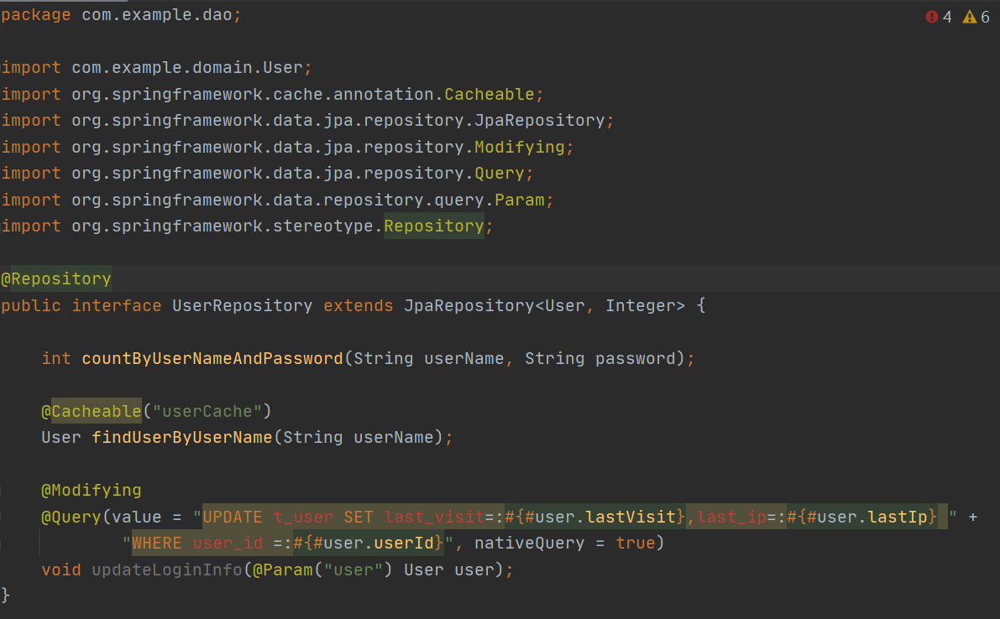 package com.example.dao;
4 6
import com.example.domain.User;
import org.springframework.cache.annotation.Cacheable;
import org.springframework.data.jpa.repository.JpaRepository;
import org.springframework.data.jpa.repository.Modifying;
import org.springframework.data.jpa.repository.Query;
import org.springframework.data.repository.query.Param;
import org.springframework.stereotype.Repository;
@Repository
public interface UserRepository extends JpaRepository<User, Integer> {
int countByUserNameAndPassword(String userName, String password);
@Cacheable("userCache")
User findUserByUserName(String userName);
@Modifying
@Query(value = "UPDATE t_user SET last_visit=:#{#user.lastVisit},last_ip=:#{#user.lastIp} " +
"WHERE user_id =:#{#user.userId}", nativeQuery = true)
void updateLoginInfo(@Param("user") User user);
}